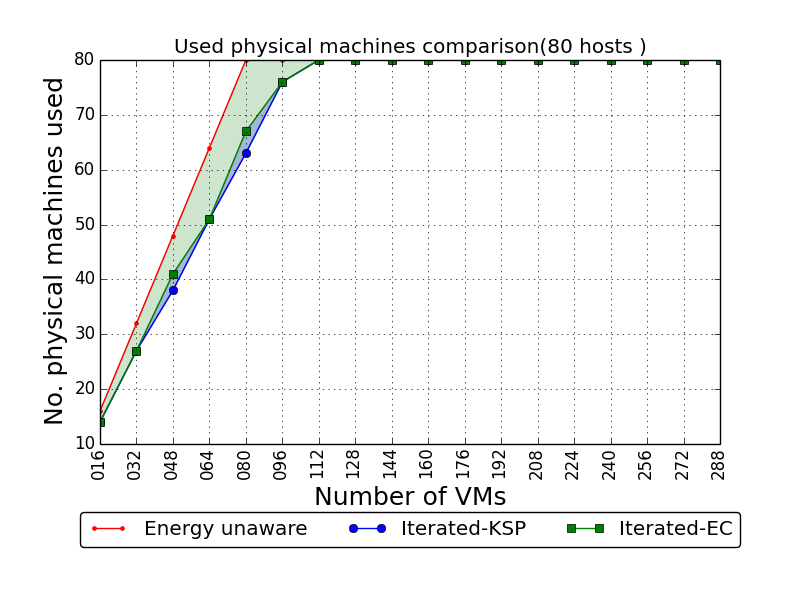 Used physical machines comparison(80 hosts )
No. physical machines used
80
70
60
50
40
30
20
10
016 032 048 064 080 096 112 128 144 160 176 192 208 224 240 256 272 288
Number of VMs
Energy unaware Iterated-KSP Iterated-EC